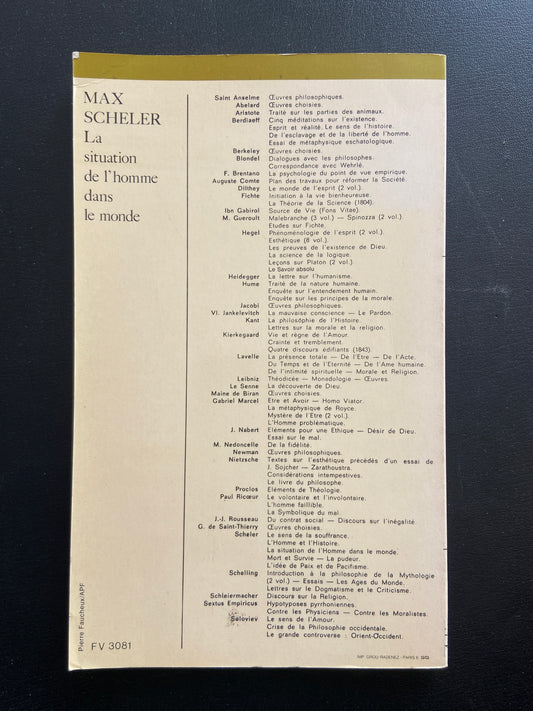 MAX
SCHELER
La
situation
de l'homme
dans
le monde
Saint Anselme Œuvres philosophiques.
Abelard Œuvres choisies.
Aristote Traité sur les parties des animaux.
Berdiaeff Cinq méditations sur l'existence.
Esprit et réalité. Le sens de l'histoire.
De l'esclavage et de la liberté de l'homme.
Essai de métaphysique eschatologique.
Berkeley Œuvres choisies.
Blondel Dialogues avec les philosophes.
Correspondance avec Wehrlé.
F. Brentano La psychologie du point de vue empirique.
Auguste Comte Plan des travaux pour réformer la Société.
Dilthey Le monde de l'esprit (2 vol.).
Fichte Initiation à la vie bienheureuse.
La Théorie de la Science (1804).
Ibn Gabirol Source de Vie (Fons Vitae).
M. Gueroult Malebranche (3 vol.) — Spinozza (2 vol.).
Etudes sur Fichte.
Hegel Phénoménologie de l'esprit (2 vol.).
Esthétique (8 vol.).
Les preuves de l'existence de Dieu.
La science de la logique.
Leçons sur Platon (2 vol.).
Le Savoir absolu
Heidegger La lettre sur l'humanisme.
Hume Traité de la nature humaine.
Enquête sur l'entendement humain.
Enquête sur les principes de la morale.
Jacobi Œuvres philosophiques.
Vl. Jankelevitch La mauvaise conscience — Le Pardon.
Kant La philosophie de l'Histoire.
Lettres sur la morale et la religion.
Kierkegaard Vie et règne de l'Amour.
Crainte et tremblement.
Quatre discours édifiants (1843).
Lavelle La présence totale — De l'Etre — De l'Acte.
Du Temps et de l'Eternité — De l'Ame humaine.
De l'intimité spirituelle — Morale et Religion.
Leibniz Théodicée — Monadologie — Œuvres.
Le Senne La découverte de Dieu.
Maine de Biran Œuvres choisies.
Gabriel Marcel Etre et Avoir — Homo Viator.
La métaphysique de Royce.
Mystère de l'Etre (2 vol.).
L'Homme problématique.
J. Nabert Eléments pour une Ethique — Désir de Dieu.
Essai sur le mal.
M. Nedoncelle De la fidélité.
Newman Œuvres philosophiques.
Nietzsche Textes sur l'esthétique précédés d'un essai de
J. Sojcher — Zarathoustra.
Considérations intempestives.
Le livre du philosophe.
Proclos Eléments de Théologie.
Paul Ricœur Le volontaire et l'involontaire.
L'homme faillible.
La Symbolique du mal.
J.-J. Rousseau Du contrat social — Discours sur l'inégalité.
G. de Saint-Thierry Œuvres choisies.
Scheler Le sens de la souffrance.
L'Homme et l'Histoire.
La situation de l'Homme dans le monde.
Mort et Survie — La pudeur.
L'idée de Paix et de Pacifisme.
Schelling Introduction à la philosophie de la Mythologie
(2 vol.) — Essais — Les Ages du Monde.
Lettres sur le Dogmatisme et le Criticisme.
Schleiermacher Discours sur la Religion.
Sextus Empiricus Hypotyposes pyrrhoniennes.
Contre les Physiciens — Contre les Moralistes.
Soloviev Le sens de l'Amour.
Crise de la Philosophie occidentale.
Le grande controverse : Orient-Occident.
Pierre Faucheux/APF
FV 3081
IMP. GROU-RADENEZ - PARIS 6